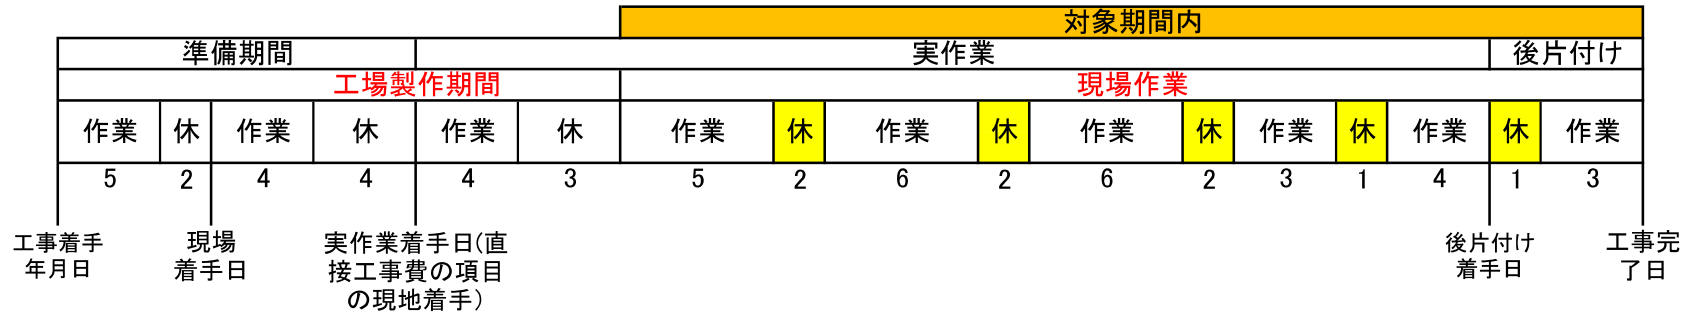 対象期間内
準備期間 実作業 後片付け
工場製作期間 現場作業
作業 休 作業 休 作業 休 作業 休 作業 休 作業 休 作業 休 作業 休 作業
5 2 4 4 4 3 5 2 6 2 6 2 3 1 4 1 3
工事着手
年月日
現場
着手日
実作業着手日(直
接工事費の項目
の現地着手)
後片付け
着手日
工事完
了日